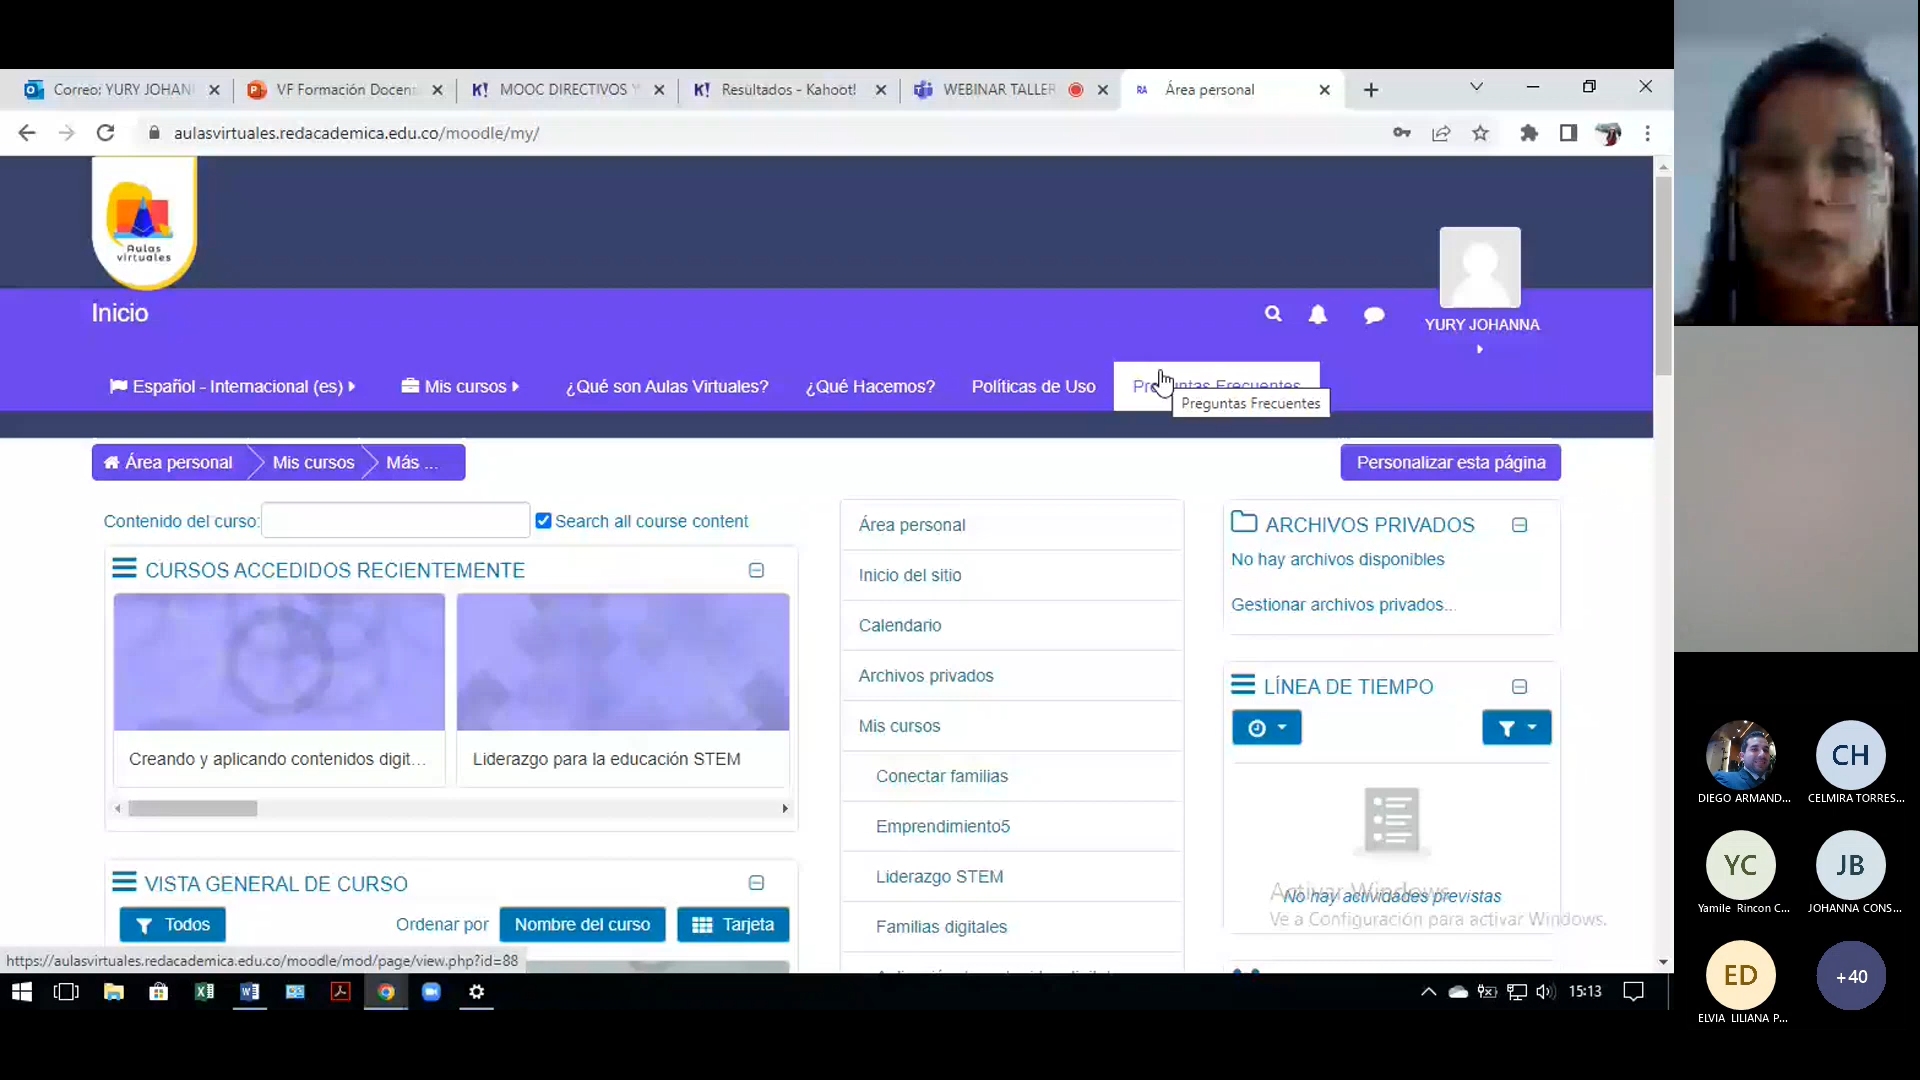 Correo: YURY JOHAN
VF Formación Docen
MOOC DIRECTIVOS Y
Resultados - Kahoot!
WEBINAR TALLER
RA Área personal
aulasvirtuales.redacademica.edu.co/moodle/my/
Aulas
virtuales
Inicio
YURY JOHANNA
Español - Internacional (es)
Mis cursos
¿Qué son Aulas Virtuales?
¿Qué Hacemos?
Políticas de Uso
Preguntas Frecuentes
Preguntas Frecuentes
Área personal
Mis cursos
Más ...
Personalizar esta página
Contenido del curso:
Search all course content
CURSOS ACCEDIDOS RECIENTEMENTE
Creando y aplicando contenidos digit...
Liderazgo para la educación STEM
VISTA GENERAL DE CURSO
Todos
Ordenar por
Nombre del curso
Tarjeta
Área personal
Inicio del sitio
Calendario
Archivos privados
Mis cursos
Conectar familias
Emprendimiento5
Liderazgo STEM
Familias digitales
ARCHIVOS PRIVADOS
No hay archivos disponibles
Gestionar archivos privados...
LÍNEA DE TIEMPO
No hay actividades previstas
Activar Windows
Ve a Configuración para activar Windows.
https://aulasvirtuales.redacademica.edu.co/moodle/mod/page/view.php?id=88
15:13
DIEGO ARMAND...
CH
CELMIRA TORRES...
YC
Yamile Rincon C...
JB
JOHANNA CONS...
ED
ELVIA LILIANA P...
+40